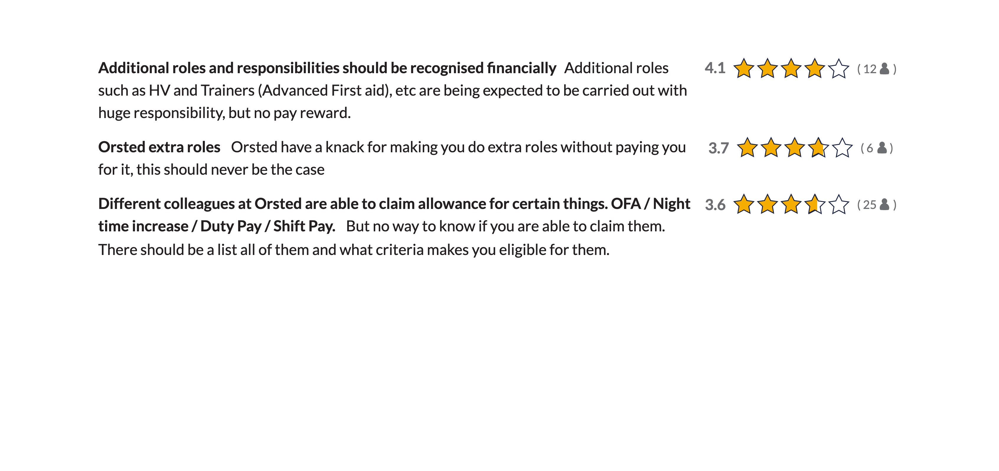 Additional roles and responsibilities should be recognised financially Additional roles 4.1 (12)
such as HV and Trainers (Advanced First aid), etc are being expected to be carried out with
huge responsibility, but no pay reward.
Orsted extra roles Orsted have a knack for making you do extra roles without paying you 3.7 (6)
for it, this should never be the case
Different colleagues at Orsted are able to claim allowance for certain things. OFA / Night 3.6 (25)
time increase / Duty Pay / Shift Pay. But no way to know if you are able to claim them.
There should be a list all of them and what criteria makes you eligible for them.